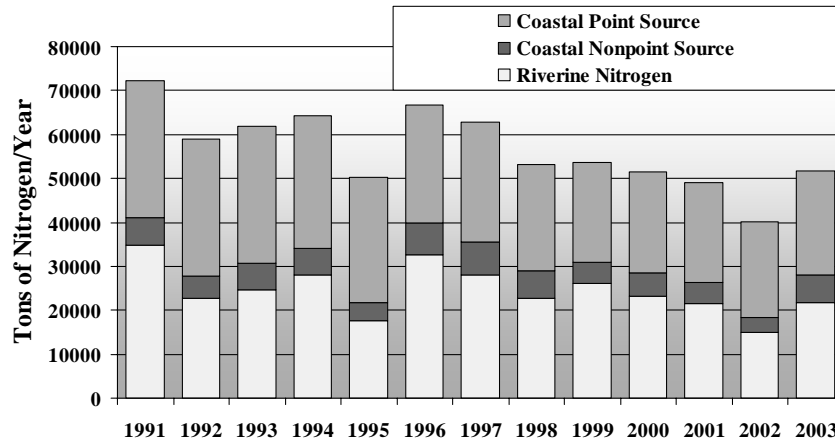 Coastal Point Source
Coastal Nonpoint Source
Riverine Nitrogen
Tons of Nitrogen/Year
80000
70000
60000
50000
40000
30000
20000
10000
0
1991 1992 1993 1994 1995 1996 1997 1998 1999 2000 2001 2002 2003